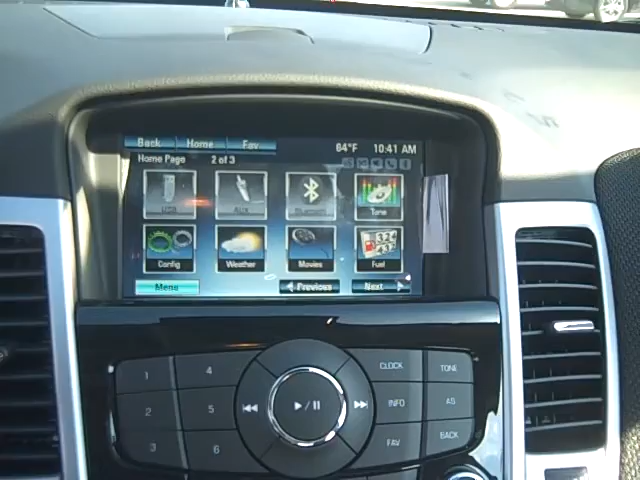 Back Home Fav 64°F 10:41 AM
Home Page 2 of 3
USB AUX Bluetooth Tone
Config Weather Movies Fuel
Menu Previous Next
1 4 CLOCK TONE
2 5 INFO AS
3 6 FAV BACK